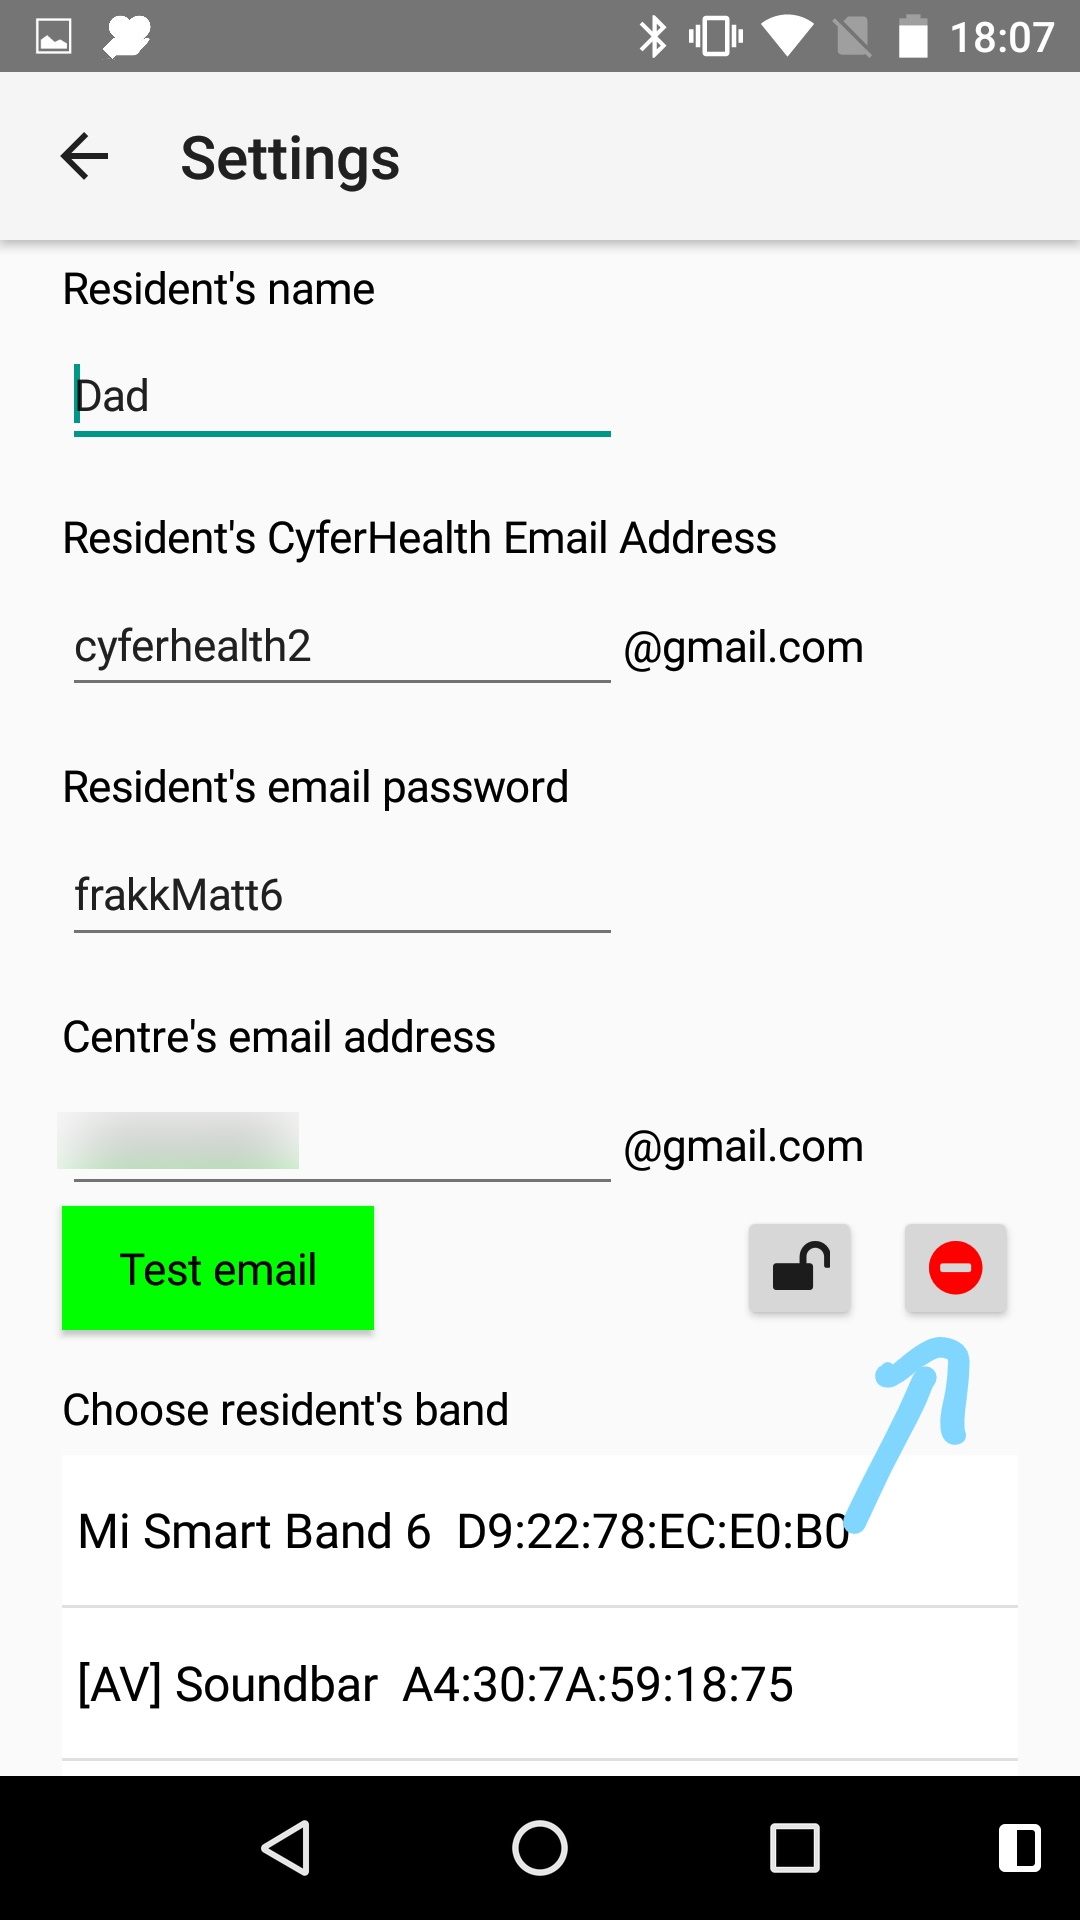 18:07
Settings
Resident's name
Dad
Resident's CyferHealth Email Address
cyferhealth2 @gmail.com
Resident's email password
frakkMatt6
Centre's email address
@gmail.com
Test email
Choose resident's band
Mi Smart Band 6 D9:22:78:EC:E0:B0
[AV] Soundbar A4:30:7A:59:18:75